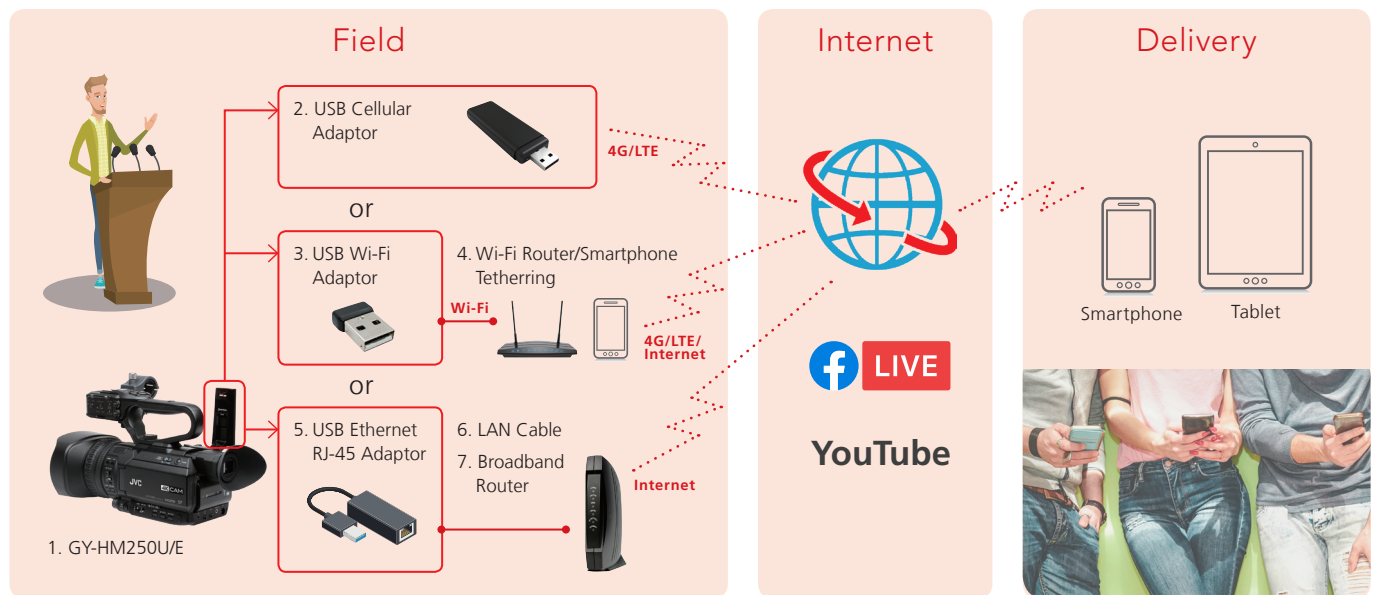 Field
2. USB Cellular
Adaptor
4G/LTE
or
3. USB Wi-Fi
Adaptor
Wi-Fi
4. Wi-Fi Router/Smartphone
Tetherring
4G/LTE/
Internet
or
JVC
4KCAM
1. GY-HM250U/E
5. USB Ethernet
RJ-45 Adaptor
6. LAN Cable
7. Broadband
Router
Internet
Internet
f LIVE
YouTube
Delivery
Smartphone
Tablet